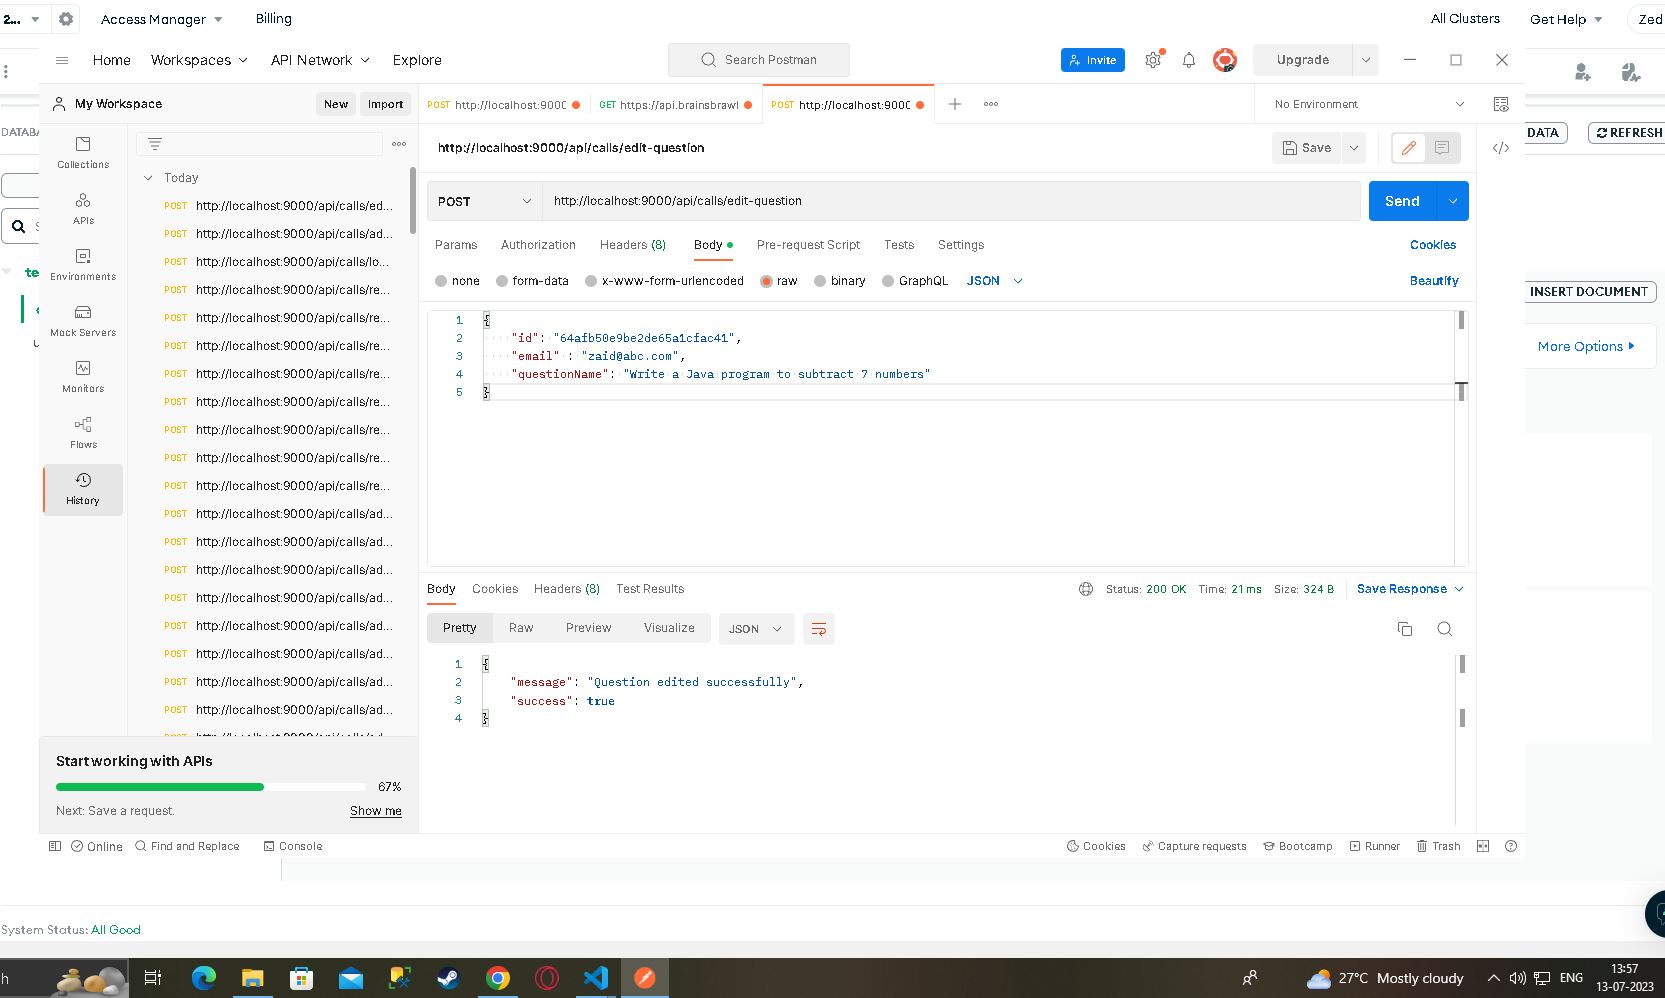 2...
Access Manager
Billing
All Clusters
Get Help
Zed
Home
Workspaces
API Network
Explore
Search Postman
Invite
Upgrade
My Workspace
New
Import
POST http://localhost:9000
GET https://api.brainsbrawl
POST http://localhost:9000
No Environment
DATABA
DATA
REFRESH
Collections
APIs
Environments
Mock Servers
Monitors
Flows
History
te
Today
POST http://localhost:9000/api/calls/ed...
POST http://localhost:9000/api/calls/ad...
POST http://localhost:9000/api/calls/lo...
POST http://localhost:9000/api/calls/re...
POST http://localhost:9000/api/calls/re...
POST http://localhost:9000/api/calls/re...
POST http://localhost:9000/api/calls/re...
POST http://localhost:9000/api/calls/re...
POST http://localhost:9000/api/calls/re...
POST http://localhost:9000/api/calls/re...
POST http://localhost:9000/api/calls/re...
POST http://localhost:9000/api/calls/ad...
POST http://localhost:9000/api/calls/ad...
POST http://localhost:9000/api/calls/ad...
POST http://localhost:9000/api/calls/ad...
POST http://localhost:9000/api/calls/ad...
POST http://localhost:9000/api/calls/ad...
POST http://localhost:9000/api/calls/ad...
POST http://localhost:9000/api/calls/ad...
http://localhost:9000/api/calls/edit-question
Save
POST
http://localhost:9000/api/calls/edit-question
Send
Params
Authorization
Headers (8)
Body
Pre-request Script
Tests
Settings
Cookies
none
form-data
x-www-form-urlencoded
raw
binary
GraphQL
JSON
Beautify
INSERT DOCUMENT
More Options
1 {
2 "id": "64afb50e9be2de65a1cfac41",
3 "email" : "zaid@abc.com",
4 "questionName": "Write a Java program to subtract 7 numbers"
5 }
Body
Cookies
Headers (8)
Test Results
Status: 200 OK
Time: 21 ms
Size: 324 B
Save Response
Pretty
Raw
Preview
Visualize
JSON
1 {
2 "message": "Question edited successfully",
3 "success": true
4 }
Start working with APIs
67%
Next: Save a request.
Show me
Online
Find and Replace
Console
Cookies
Capture requests
Bootcamp
Runner
Trash
System Status: All Good
h
27°C Mostly cloudy
ENG
13:57
13-07-2023